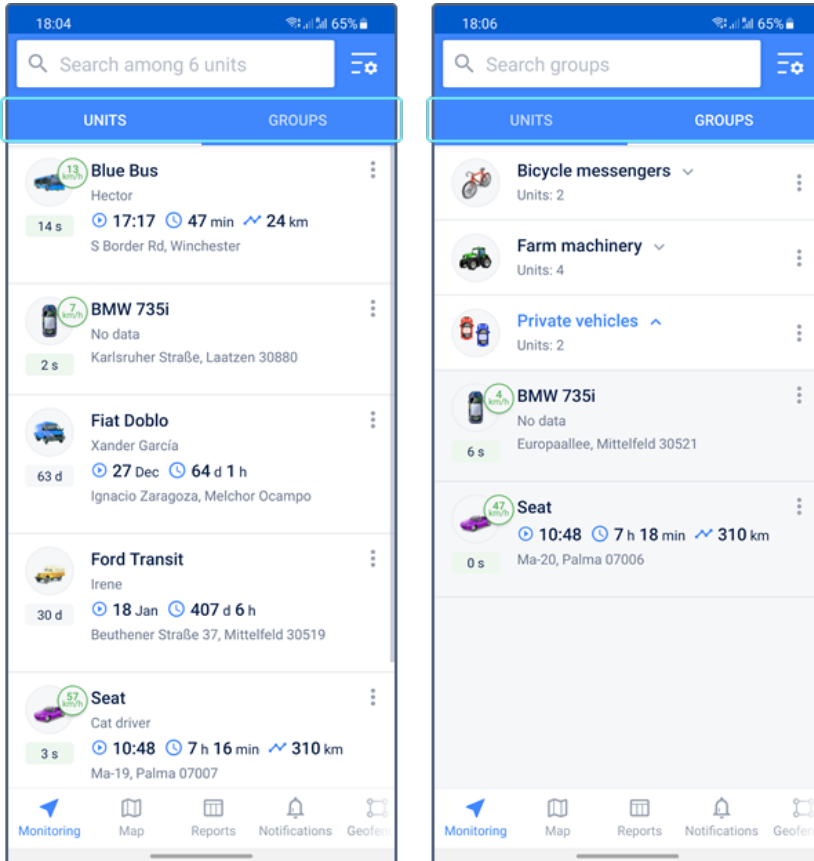 18:04
65%
Search among 6 units
UNITS
GROUPS
13 km/h
Blue Bus
Hector
14 s
17:17 47 min 24 km
S Border Rd, Winchester
7 km/h
BMW 735i
No data
2 s
Karlsruher Straße, Laatzen 30880
Fiat Doblo
Xander García
63 d
27 Dec 64 d 1 h
Ignacio Zaragoza, Melchor Ocampo
Ford Transit
Irene
30 d
18 Jan 407 d 6 h
Beuthener Straße 37, Mittelfeld 30519
57 km/h
Seat
Cat driver
3 s
10:48 7 h 16 min 310 km
Ma-19, Palma 07007
Monitoring
Map
Reports
Notifications
Geofen
18:06
65%
Search groups
UNITS
GROUPS
Bicycle messengers
Units: 2
Farm machinery
Units: 4
Private vehicles
Units: 2
4 km/h
BMW 735i
No data
6 s
Europaallee, Mittelfeld 30521
47 km/h
Seat
10:48 7 h 18 min 310 km
0 s
Ma-20, Palma 07006
Monitoring
Map
Reports
Notifications
Geofen